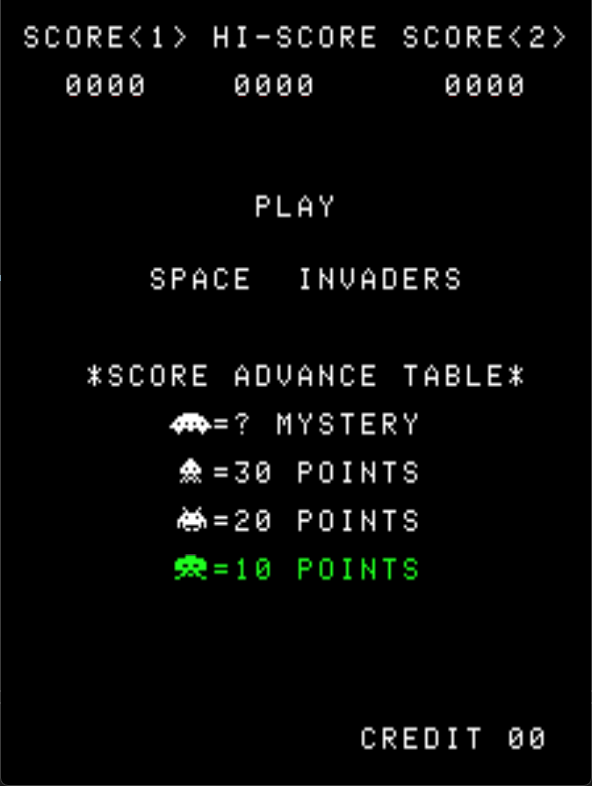 SCORE<1> HI-SCORE SCORE<2>
0000 0000 0000
PLAY
SPACE INVADERS
*SCORE ADVANCE TABLE*
=? MYSTERY
=30 POINTS
=20 POINTS
=10 POINTS
CREDIT 00